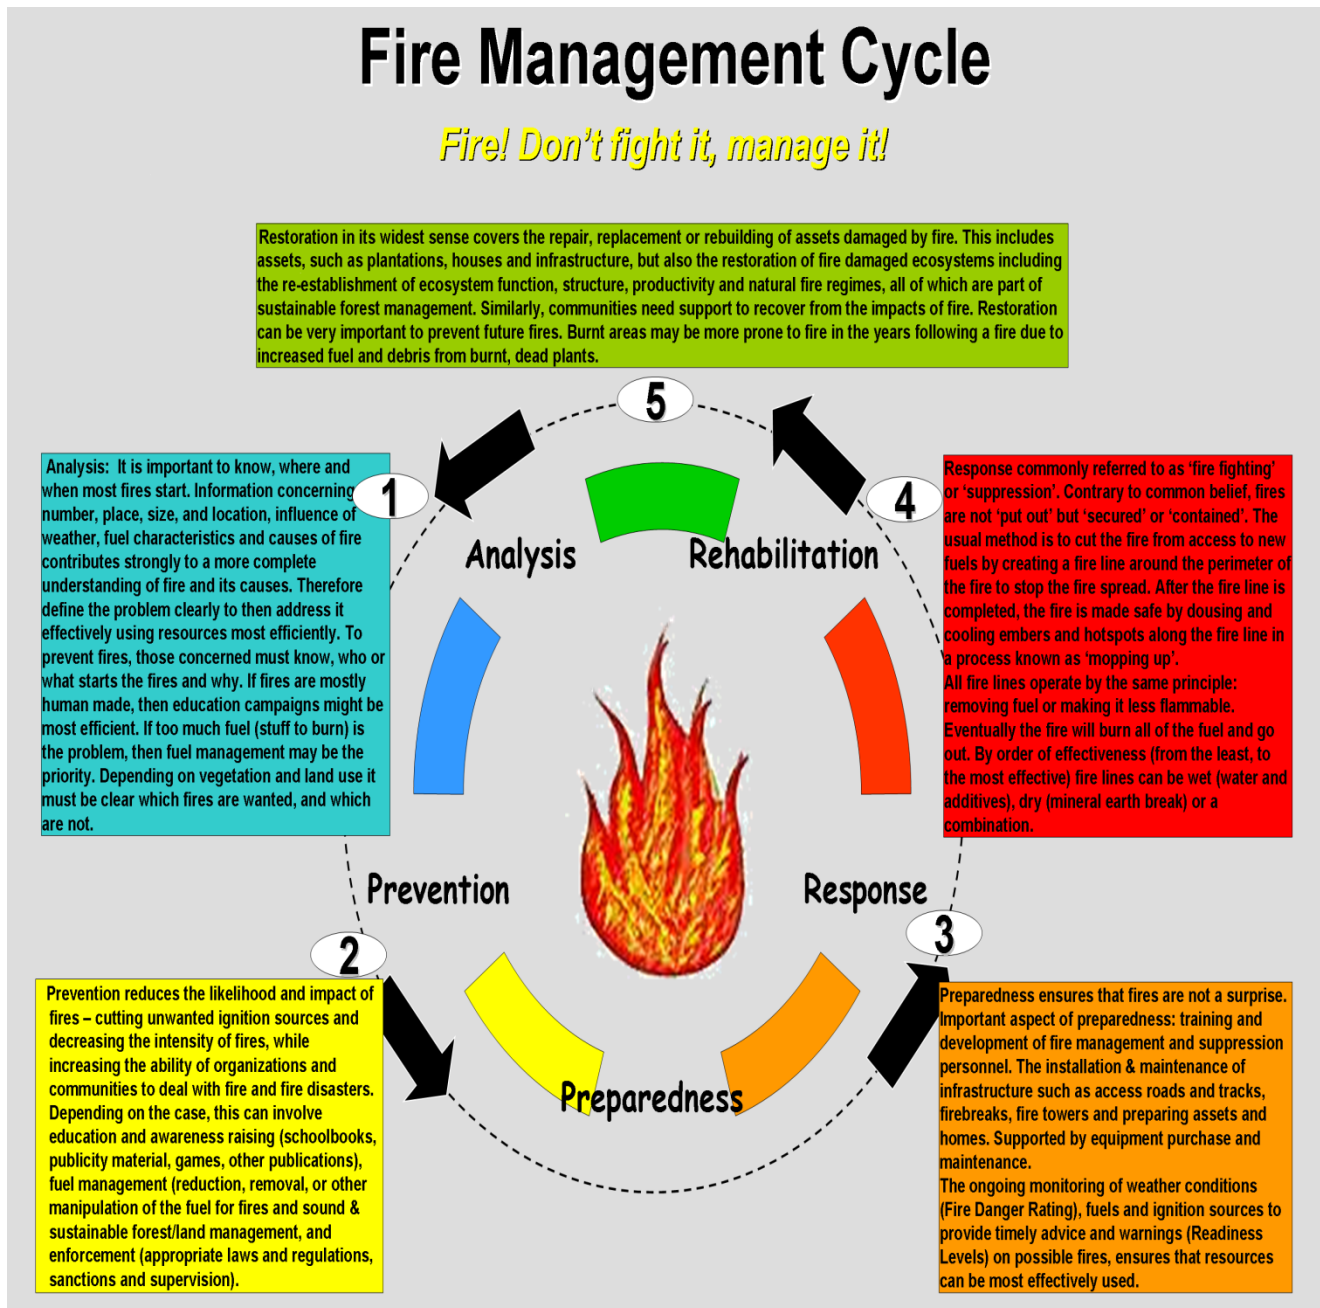 Fire Management Cycle
Fire! Don't fight it, manage it!
Restoration in its widest sense covers the repair, replacement or rebuilding of assets damaged by fire. This includes
assets, such as plantations, houses and infrastructure, but also the restoration of fire damaged ecosystems including
the re-establishment of ecosystem function, structure, productivity and natural fire regimes, all of which are part of
sustainable forest management. Similarly, communities need support to recover from the impacts of fire. Restoration
can be very important to prevent future fires. Burnt areas may be more prone to fire in the years following a fire due to
increased fuel and debris from burnt, dead plants.
5
1
Analysis: It is important to know, where and
when most fires start. Information concerning
number, place, size, and location, influence of
weather, fuel characteristics and causes of fire
contributes strongly to a more complete
understanding of fire and its causes. Therefore
define the problem clearly to then address it
effectively using resources most efficiently. To
prevent fires, those concerned must know, who or
what starts the fires and why. If fires are mostly
human made, then education campaigns might be
most efficient. If too much fuel (stuff to burn) is
the problem, then fuel management may be the
priority. Depending on vegetation and land use it
must be clear which fires are wanted, and which
are not.
4
Response commonly referred to as 'fire fighting'
or 'suppression'. Contrary to common belief, fires
are not 'put out' but 'secured' or 'contained'. The
usual method is to cut the fire from access to new
fuels by creating a fire line around the perimeter of
the fire to stop the fire spread. After the fire line is
completed, the fire is made safe by dousing and
cooling embers and hotspots along the fire line in
a process known as 'mopping up'.
All fire lines operate by the same principle:
removing fuel or making it less flammable.
Eventually the fire will burn all of the fuel and go
out. By order of effectiveness (from the least, to
the most effective) fire lines can be wet (water and
additives), dry (mineral earth break) or a
combination.
Analysis
Rehabilitation
Prevention
Response
Preparedness
2
Prevention reduces the likelihood and impact of
fires – cutting unwanted ignition sources and
decreasing the intensity of fires, while
increasing the ability of organizations and
communities to deal with fire and fire disasters.
Depending on the case, this can involve
education and awareness raising (schoolbooks,
publicity material, games, other publications),
fuel management (reduction, removal, or other
manipulation of the fuel for fires and sound &
sustainable forest/land management, and
enforcement (appropriate laws and regulations,
sanctions and supervision).
3
Preparedness ensures that fires are not a surprise.
Important aspect of preparedness: training and
development of fire management and suppression
personnel. The installation & maintenance of
infrastructure such as access roads and tracks,
firebreaks, fire towers and preparing assets and
homes. Supported by equipment purchase and
maintenance.
The ongoing monitoring of weather conditions
(Fire Danger Rating), fuels and ignition sources to
provide timely advice and warnings (Readiness
Levels) on possible fires, ensures that resources
can be most effectively used.